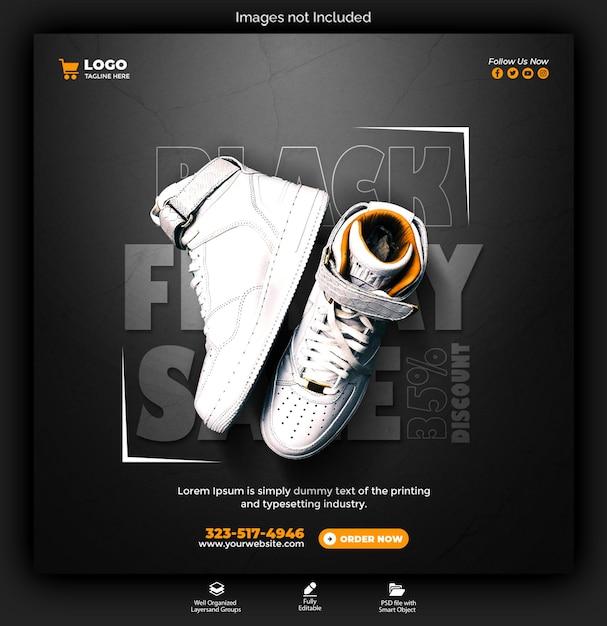 Images not Included
LOGO
TAGLINE HERE
Follow Us Now
BLACK
FRIDAY
SALE
35%
DISCOUNT
Lorem Ipsum is simply dummy text of the printing
and typesetting industry.
323-517-4946
www.yourwebsite.com
ORDER NOW
Well Organized
Layersand Groups
Fully
Editable
PSD file with
Smart Object